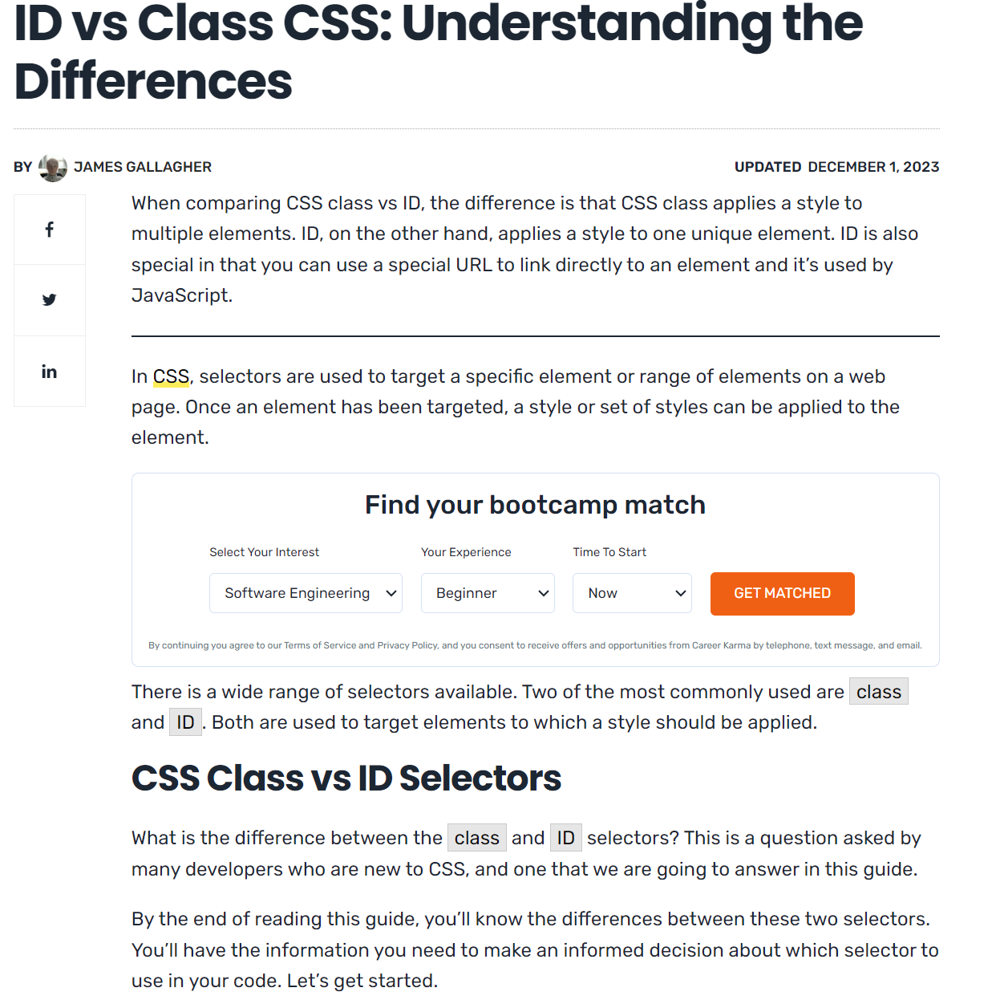 ID vs Class CSS: Understanding the
Differences
BY JAMES GALLAGHER
UPDATED DECEMBER 1, 2023
When comparing CSS class vs ID, the difference is that CSS class applies a style to
multiple elements. ID, on the other hand, applies a style to one unique element. ID is also
special in that you can use a special URL to link directly to an element and it’s used by
JavaScript.
In CSS, selectors are used to target a specific element or range of elements on a web
page. Once an element has been targeted, a style or set of styles can be applied to the
element.
Find your bootcamp match
Select Your Interest Your Experience Time To Start
Software Engineering Beginner Now GET MATCHED
By continuing you agree to our Terms of Service and Privacy Policy, and you consent to receive offers and opportunities from Career Karma by telephone, text message, and email.
There is a wide range of selectors available. Two of the most commonly used are class
and ID. Both are used to target elements to which a style should be applied.
CSS Class vs ID Selectors
What is the difference between the class and ID selectors? This is a question asked by
many developers who are new to CSS, and one that we are going to answer in this guide.
By the end of reading this guide, you’ll know the differences between these two selectors.
You’ll have the information you need to make an informed decision about which selector to
use in your code. Let’s get started.